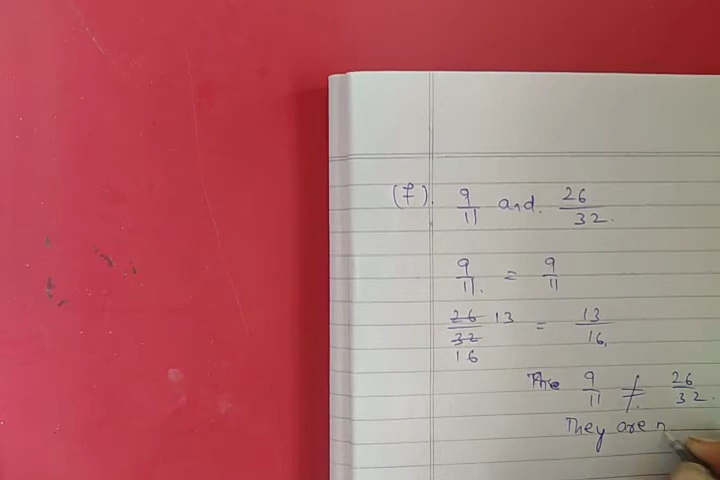 (f). 9/11 and. 26/32.
9/11. = 9/11
26/32 13/16 = 13/16.
The 9/11 ≠ 26/32.
They are n